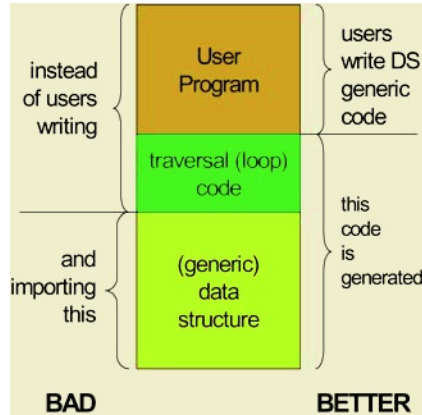 instead
of users
writing
and
importing
this
BAD
User
Program
traversal (loop)
code
(generic)
data
structure
users
write DS
generic
code
this
code
is
generated
BETTER